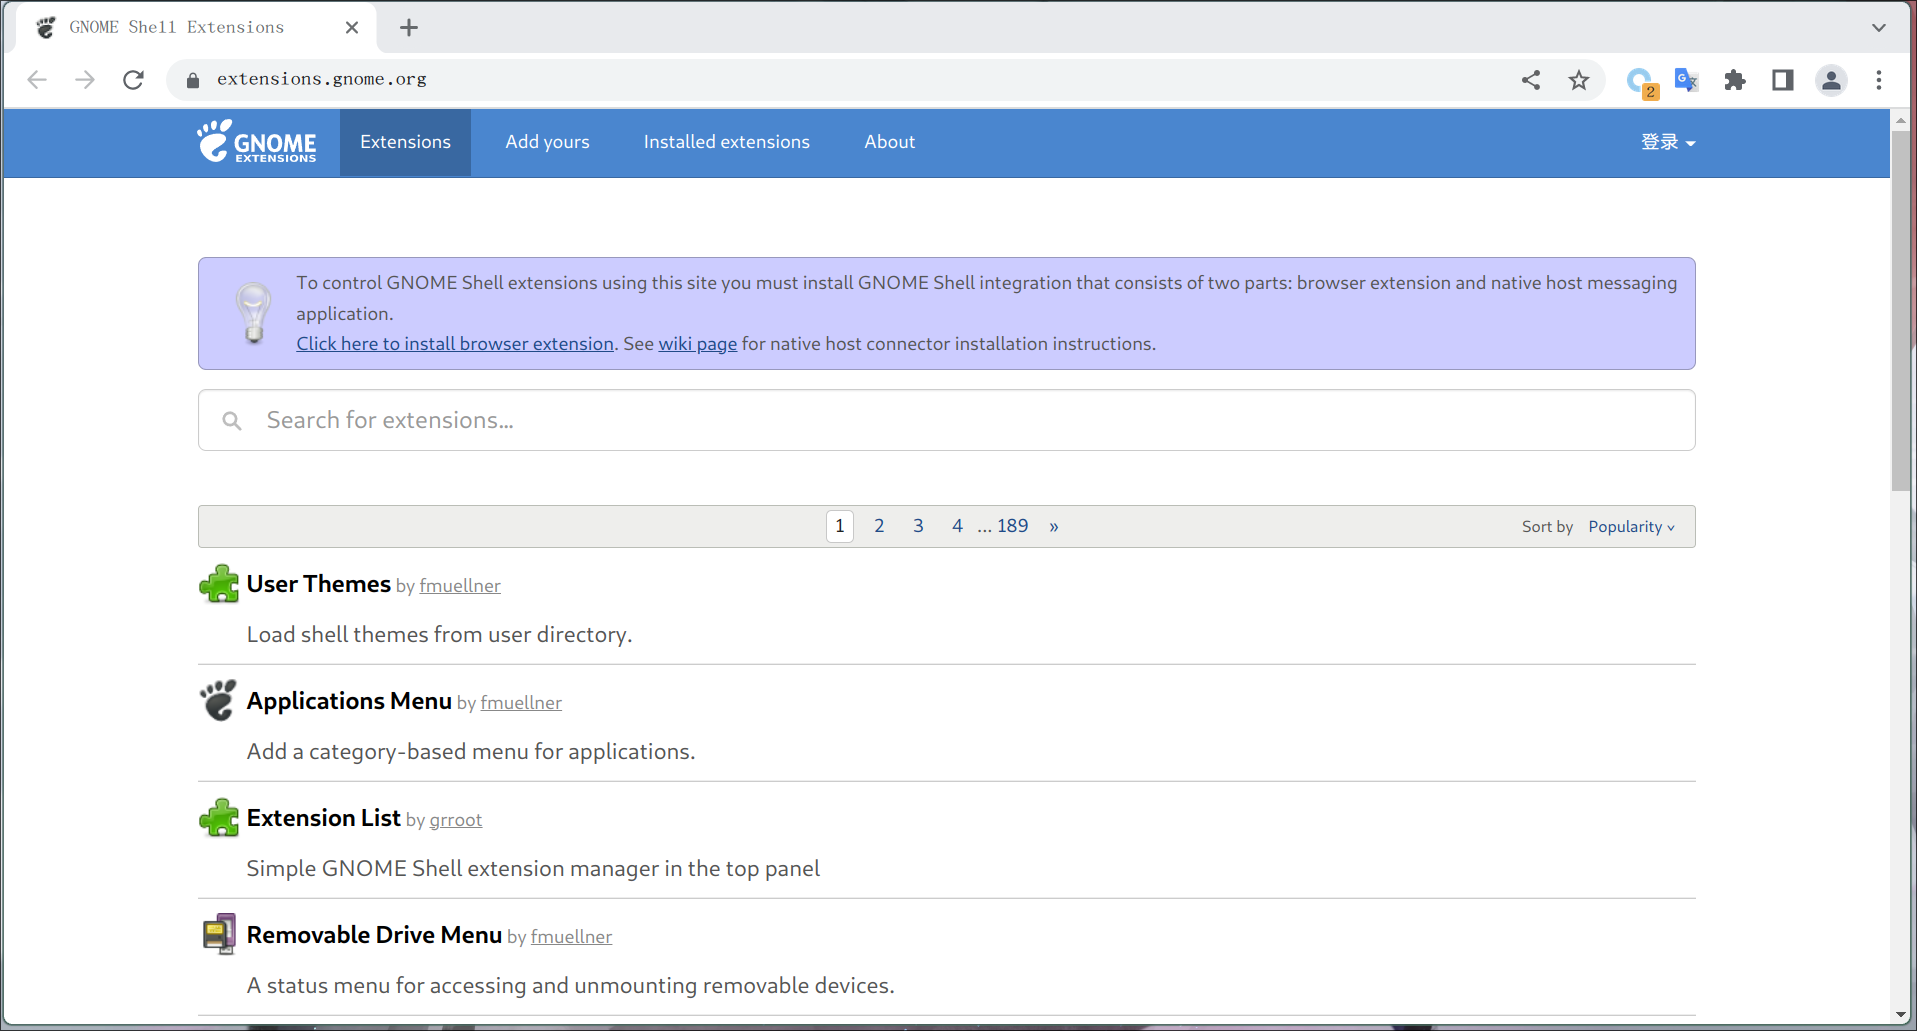 GNOME Shell Extensions
extensions.gnome.org
2
G 文
GNOME EXTENSIONS
Extensions
Add yours
Installed extensions
About
登录
To control GNOME Shell extensions using this site you must install GNOME Shell integration that consists of two parts: browser extension and native host messaging
application.
Click here to install browser extension. See wiki page for native host connector installation instructions.
Search for extensions...
1 2 3 4 ... 189 »
Sort by Popularity
User Themes by fmuellner
Load shell themes from user directory.
Applications Menu by fmuellner
Add a category-based menu for applications.
Extension List by grroot
Simple GNOME Shell extension manager in the top panel
Removable Drive Menu by fmuellner
A status menu for accessing and unmounting removable devices.